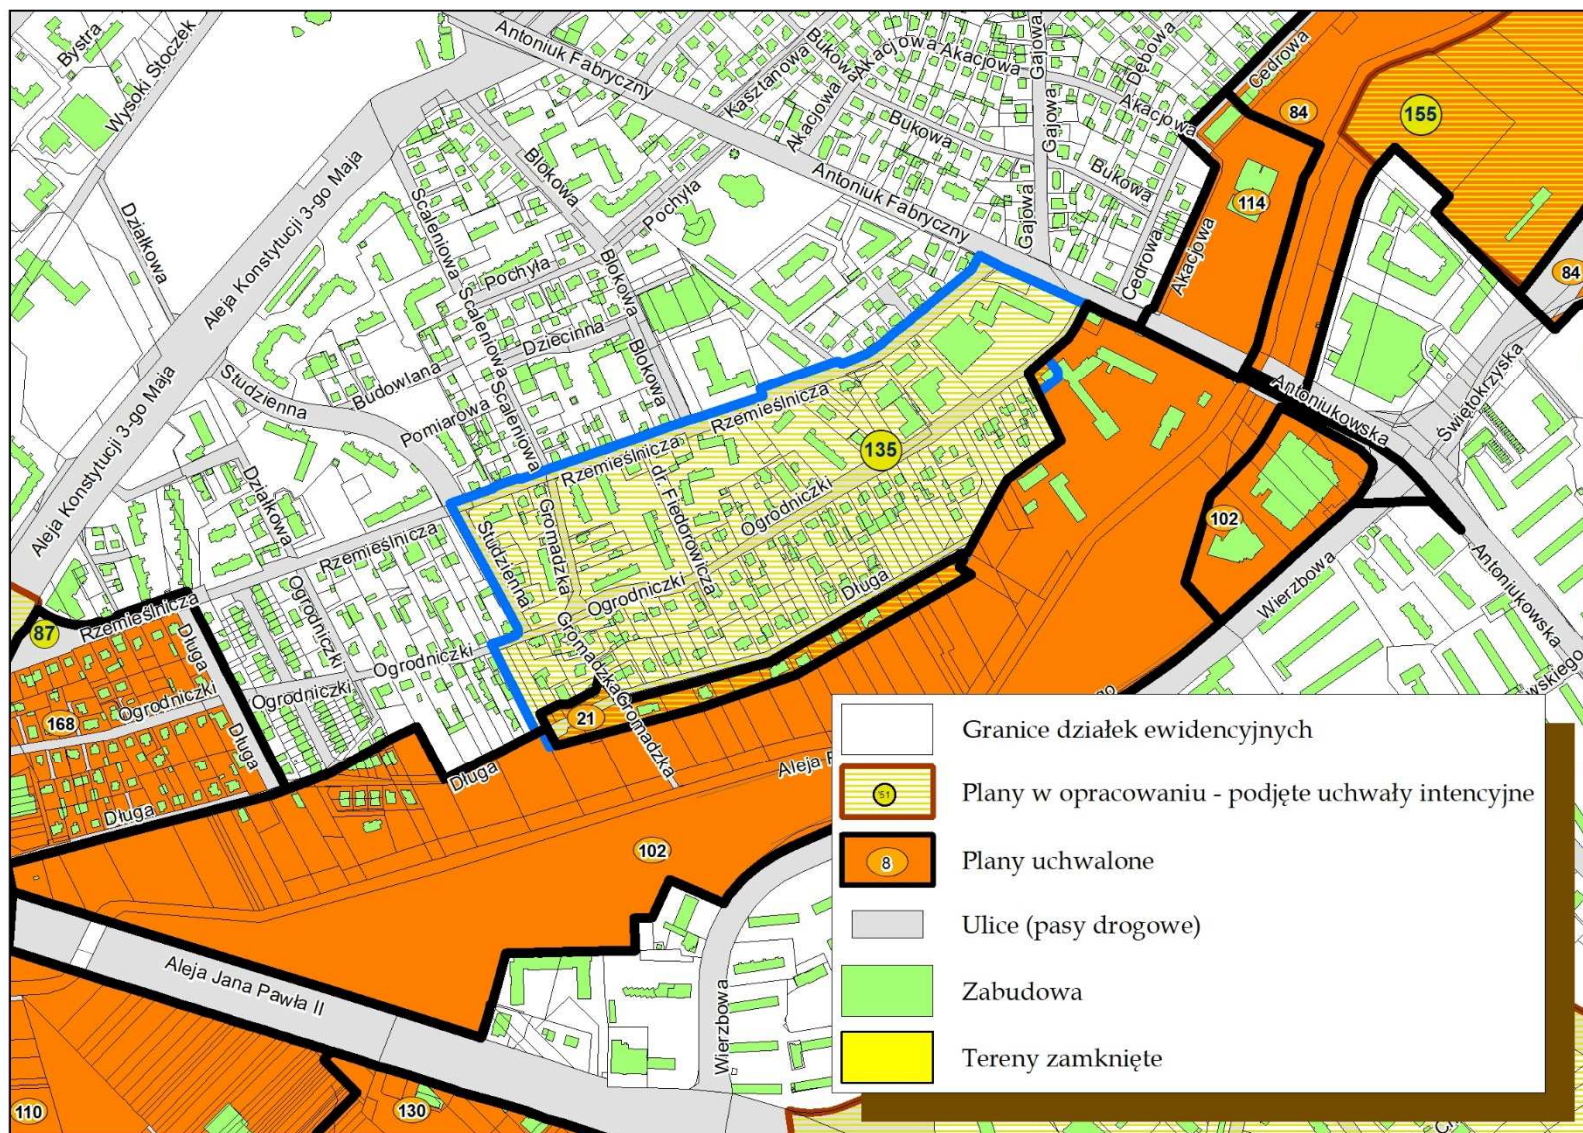 Bystra
Wysoki Stoczek
Antoniuk Fabryczny
Bukowa
Akacjowa
Akacjowa
Gajowa
Gajowa
Dębowa
Cedrowa
Kasztanowa
Akacjowa
Akacjowa
Bukowa
84
155
Blokowa
Antoniuk Fabryczny
Gajowa
Bukowa
114
Działkowa
Aleja Konstytucji 3-go Maja
Scaleniowa
Pochyła
Gajowa
Cedrowa
Akacjowa
84
Pochyła
Blokowa
Scaleniowa
Dziecinna
Blokowa
Budowlana
Studzienna
Pomiarowa
Scaleniowa
Antoniukowska
Świętokrzyska
Aleja Konstytucji 3-go Maja
Działkowa
Rzemieślnicza
Rzemieślnicza
135
dr. Fiedorowicza
Ogrodniczki
Gromadzka
Studzienna
Rzemieślnicza
102
Antoniukowska
Wierzbowa
Ogrodniczki
Ogrodniczki
Długa
Rzemieślnicza
87
Długa
Gromadzka
Ogrodniczki
Ogrodniczki
Ogrodniczki
168
Długa
21
Gromadzka
Długa
Aleja
Długa
102
Aleja Jana Pawła II
Wierzbowa
110
130
Granice działek ewidencyjnych
51
Plany w opracowaniu - podjęte uchwały intencyjne
8
Plany uchwalone
Ulice (pasy drogowe)
Zabudowa
Tereny zamknięte